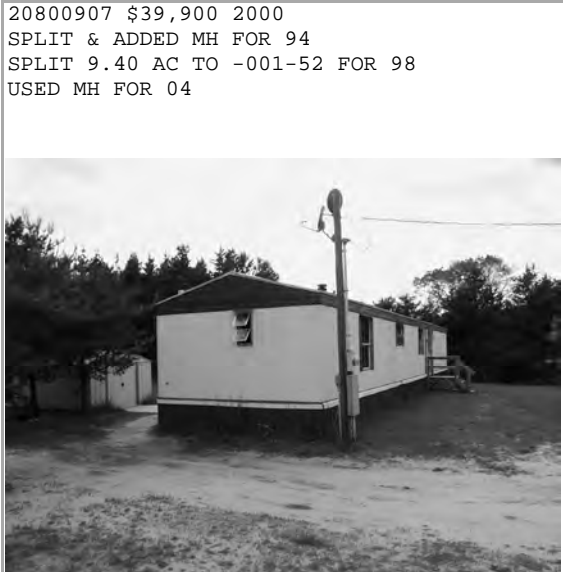 20800907 $39,900 2000
SPLIT & ADDED MH FOR 94
SPLIT 9.40 AC TO -001-52 FOR 98
USED MH FOR 04